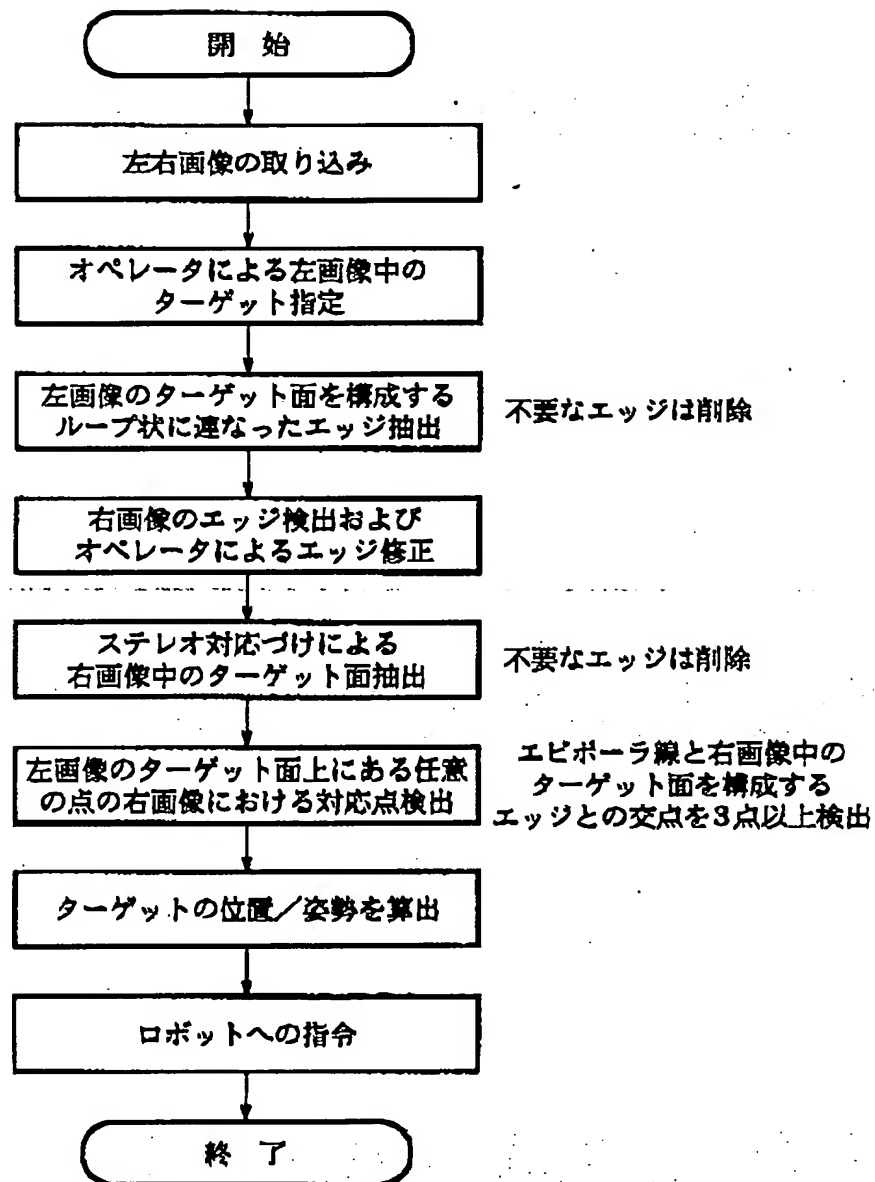 開 始
左右画像の取り込み
オペレータによる左画像中の
ターゲット指定
左画像のターゲット面を構成する
ループ状に連なったエッジ抽出
不要なエッジは削除
右画像のエッジ検出および
オペレータによるエッジ修正
ステレオ対応づけによる
右画像中のターゲット面抽出
不要なエッジは削除
左画像のターゲット面上にある任意
の点の右画像における対応点検出
エピポーラ線と右画像中の
ターゲット面を構成する
エッジとの交点を3点以上検出
ターゲットの位置/姿勢を算出
ロボットへの指令
終 了